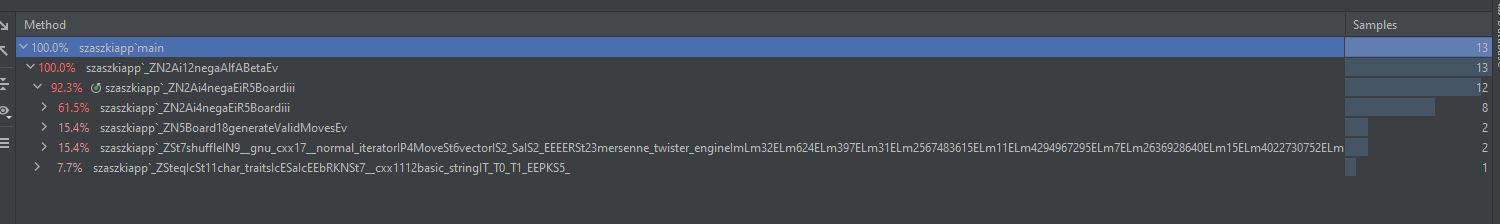 Method Samples
100.0% szaszkiapp`main 13
100.0% szaszkiapp`_ZN2Ai12negaAlfABetaEv 13
92.3% szaszkiapp`_ZN2Ai4negaEiR5Boardiii 12
61.5% szaszkiapp`_ZN2Ai4negaEiR5Boardiii 8
15.4% szaszkiapp`_ZN5Board18generateValidMovesEv 2
15.4% szaszkiapp`_ZSt7shuffleIN9__gnu_cxx17__normal_iteratorIP4MoveSt6vectorIS2_SaIS2_EEEERSt23mersenne_twister_engineImLm32ELm624ELm397ELm31ELm2567483615ELm11ELm4294967295ELm7ELm2636928640ELm15ELm4022730752ELm 2
7.7% szaszkiapp`_ZSteqIcSt11char_traitsIcESaIcEEbRKNSt7__cxx1112basic_stringIT_T0_T1_EEPKS5_ 1